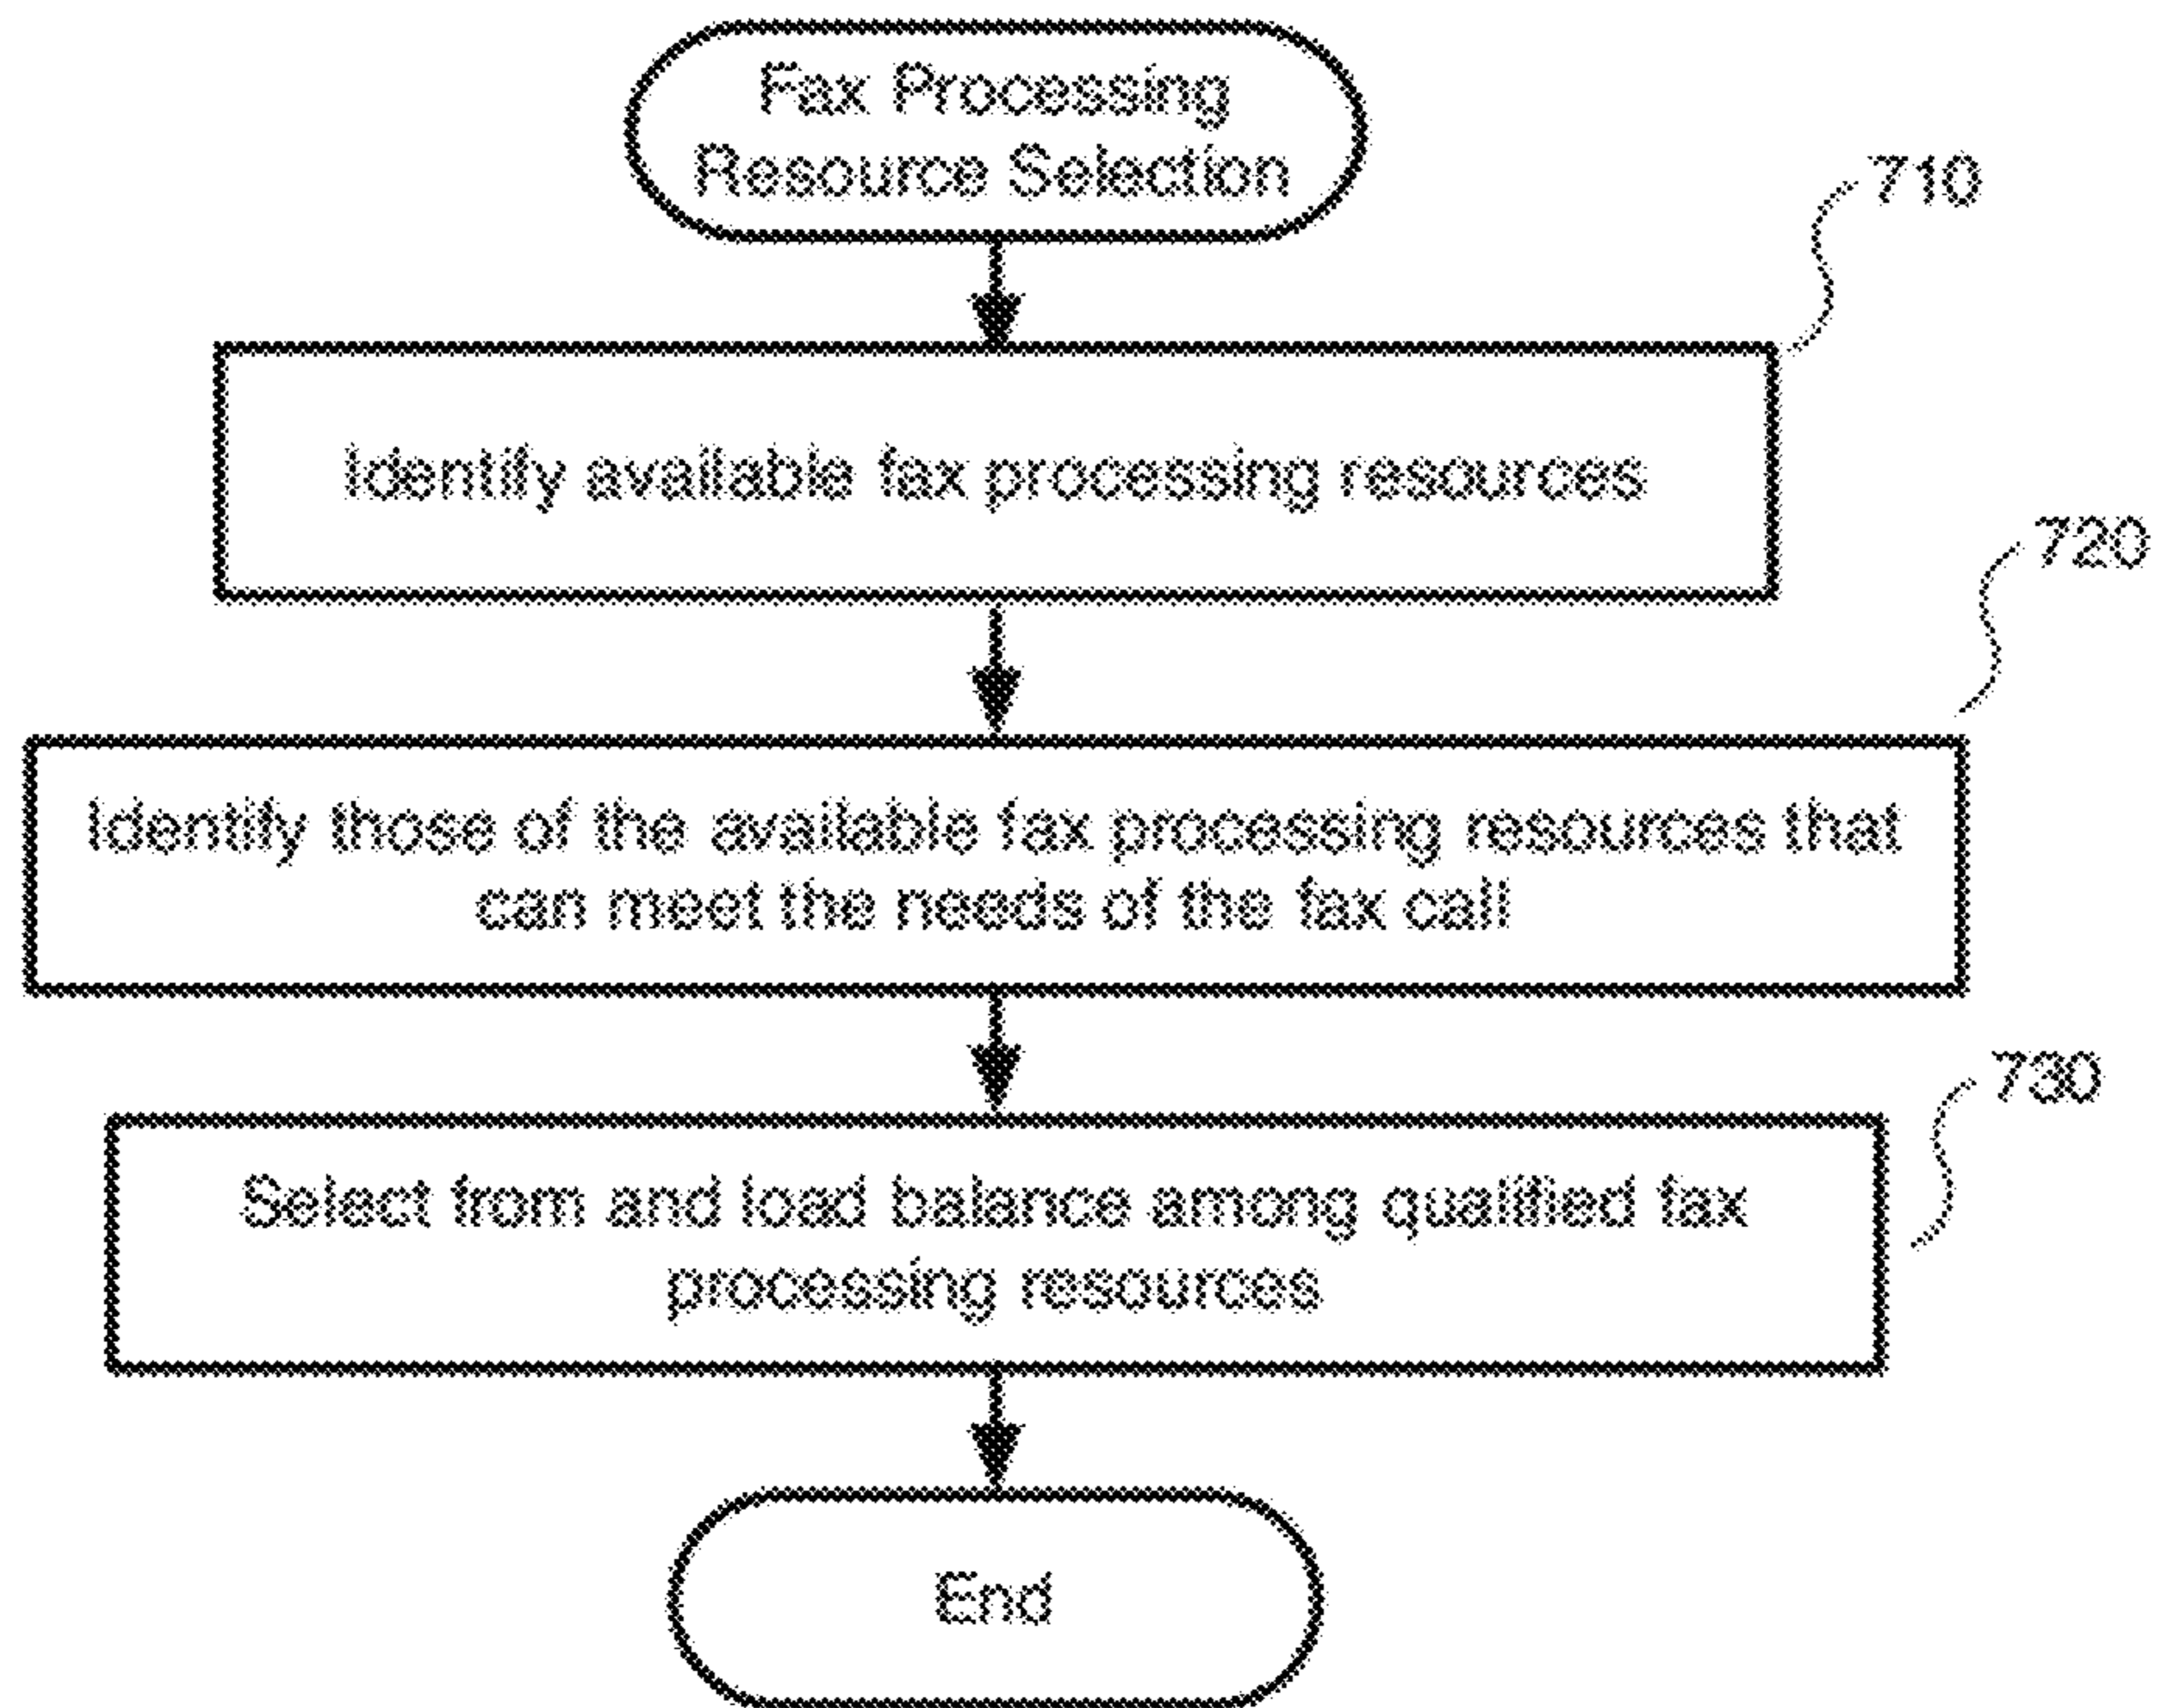 Fax Processing
Resource Selection
710
Identify available fax processing resources
720
Identify those of the available fax processing resources that
can meet the needs of the fax call
730
Select from and load balance among qualified fax
processing resources
End